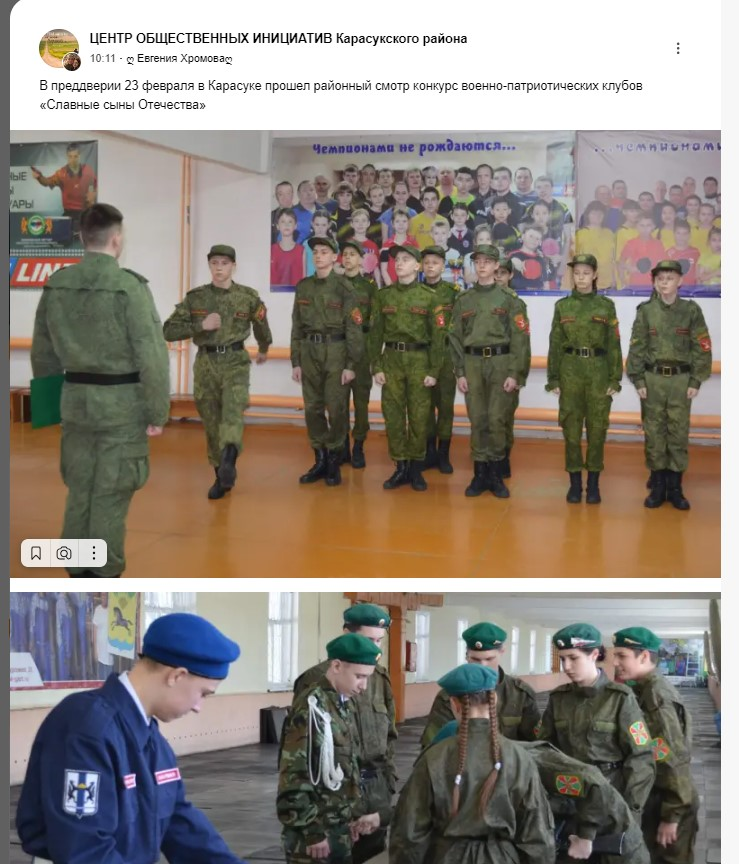 ЦЕНТР ОБЩЕСТВЕННЫХ ИНИЦИАТИВ Карасукского района
10:11 · ღ Евгения Хромоваღ
В преддверии 23 февраля в Карасуке прошел районный смотр конкурс военно-патриотических клубов
«Славные сыны Отечества»
Чемпионами не рождаются...
LIN